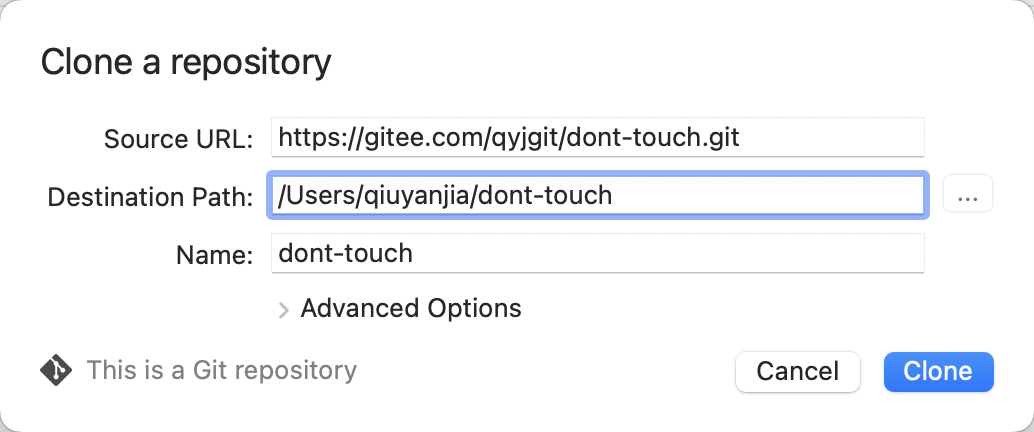 Clone a repository
Source URL: https://gitee.com/qyjgit/dont-touch.git
Destination Path: /Users/qiuyanjia/dont-touch ...
Name: dont-touch
Advanced Options
This is a Git repository Cancel Clone